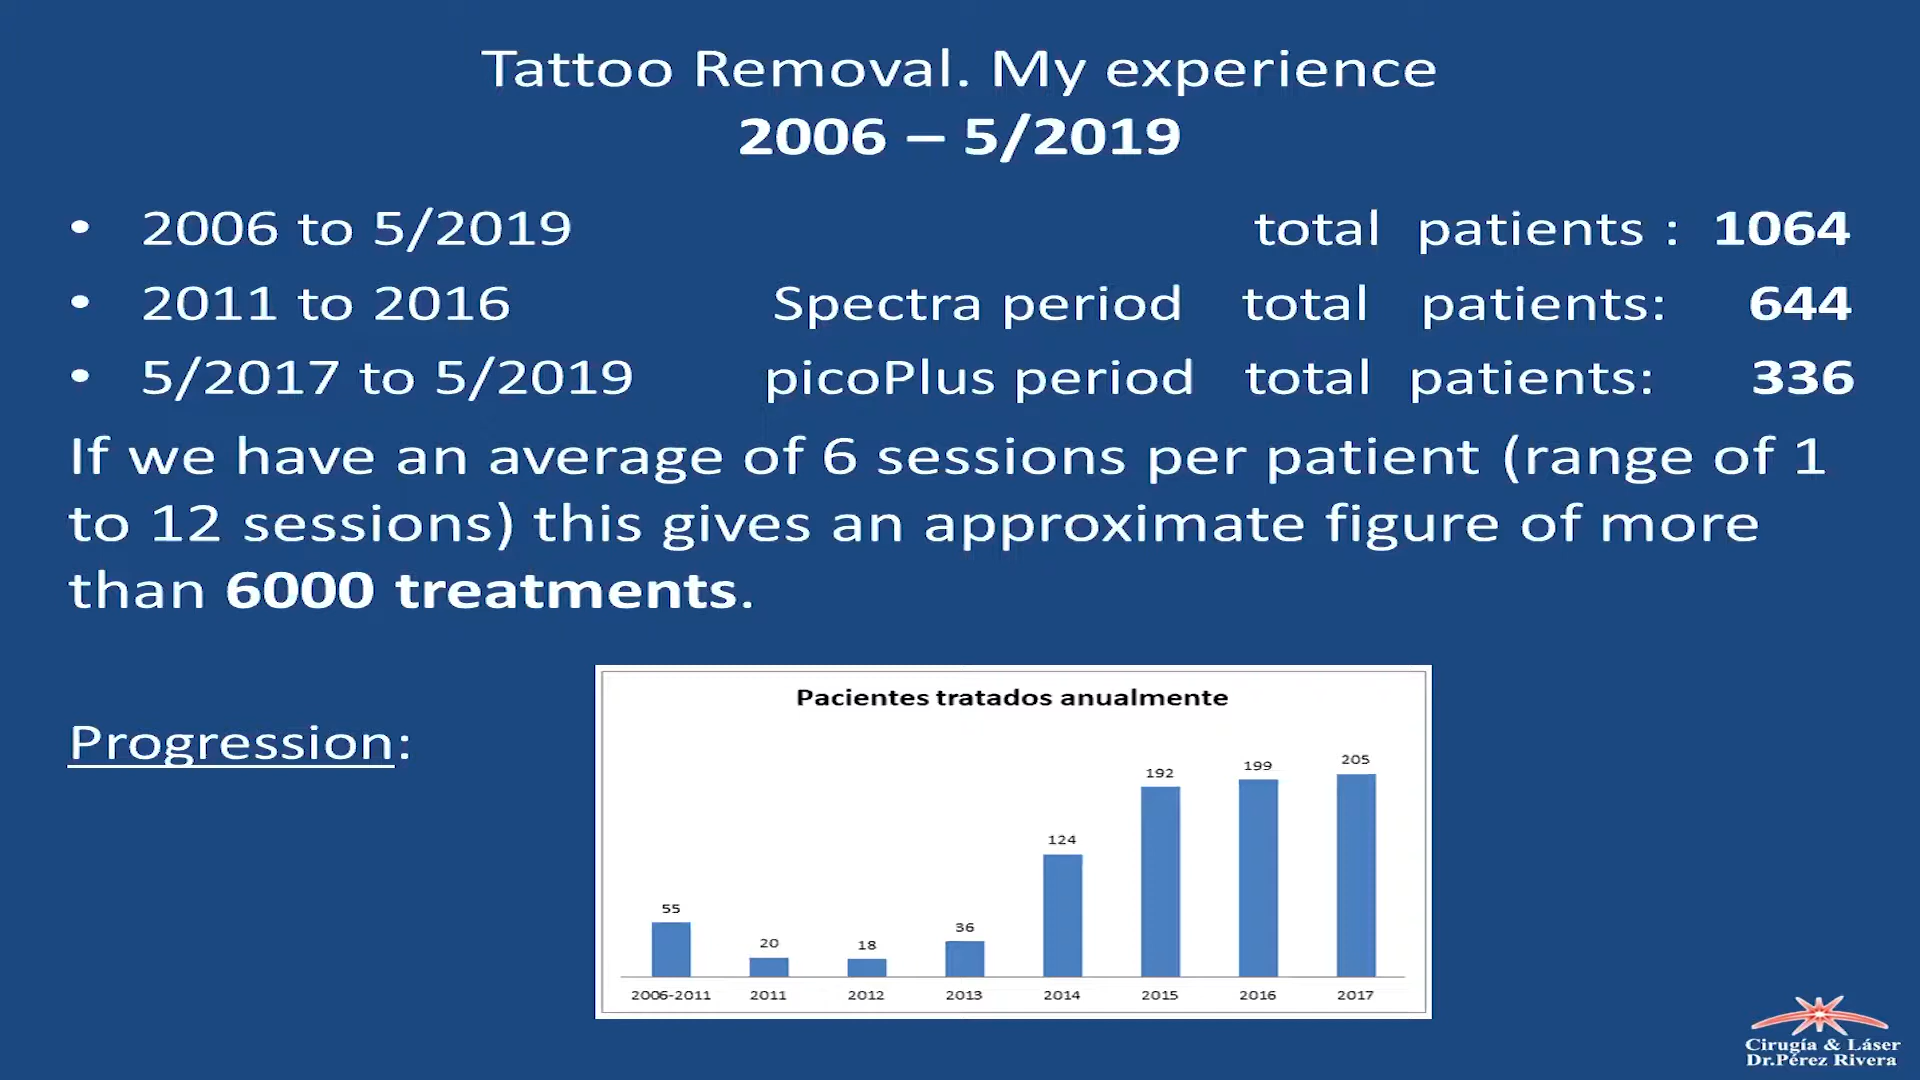 Tattoo Removal. My experience
2006 – 5/2019
• 2006 to 5/2019 total patients : 1064
• 2011 to 2016 Spectra period total patients: 644
• 5/2017 to 5/2019 picoPlus period total patients: 336
If we have an average of 6 sessions per patient (range of 1
to 12 sessions) this gives an approximate figure of more
than 6000 treatments.
Progression:
Pacientes tratados anualmente
55 20 18 36 124 192 199 205
2006-2011 2011 2012 2013 2014 2015 2016 2017
Cirugía & Láser
Dr.Pérez Rivera